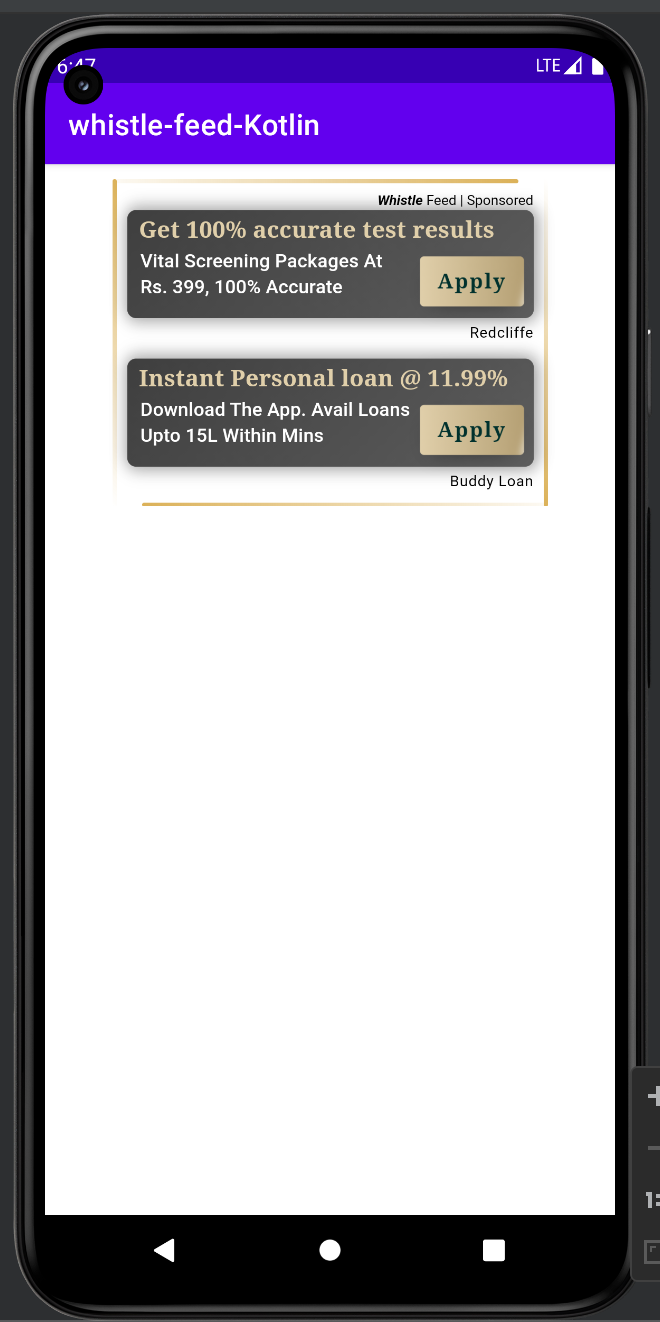 6:47
LTE
whistle-feed-Kotlin
Whistle Feed | Sponsored
Get 100% accurate test results
Vital Screening Packages At
Rs. 399, 100% Accurate
Apply
Redcliffe
Instant Personal loan @ 11.99%
Download The App. Avail Loans
Upto 15L Within Mins
Apply
Buddy Loan